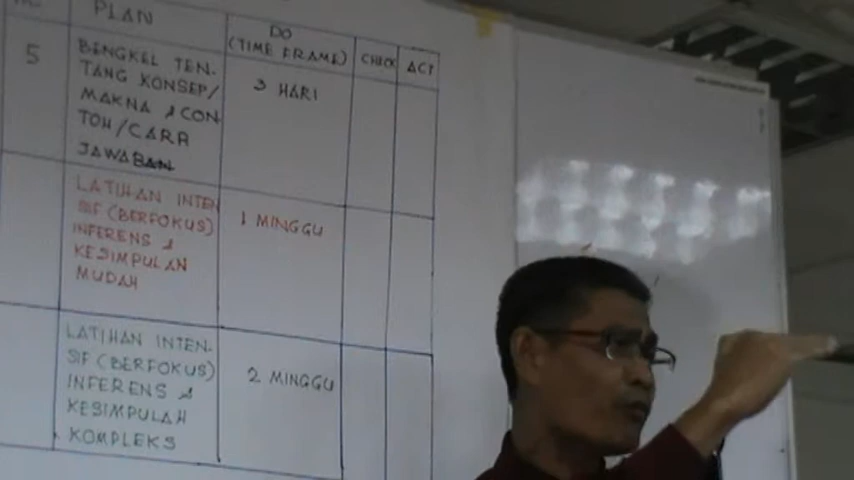 PLAN
DO
(TIME FRAME)
CHECK
ACT
5
BENGKEL TEN-
TANG KONSEP/
MAKNA & CON
TOH/CARA
JAWABAN
3 HARI
LATIHAN INTEN
SIF (BERFOKUS)
INFERENS &
KESIMPULAN
MUDAH
1 MINGGU
LATIHAN INTEN-
SIF (BERFOKUS)
INFERENS &
KESIMPULAN
KOMPLEKS
2 MINGGU